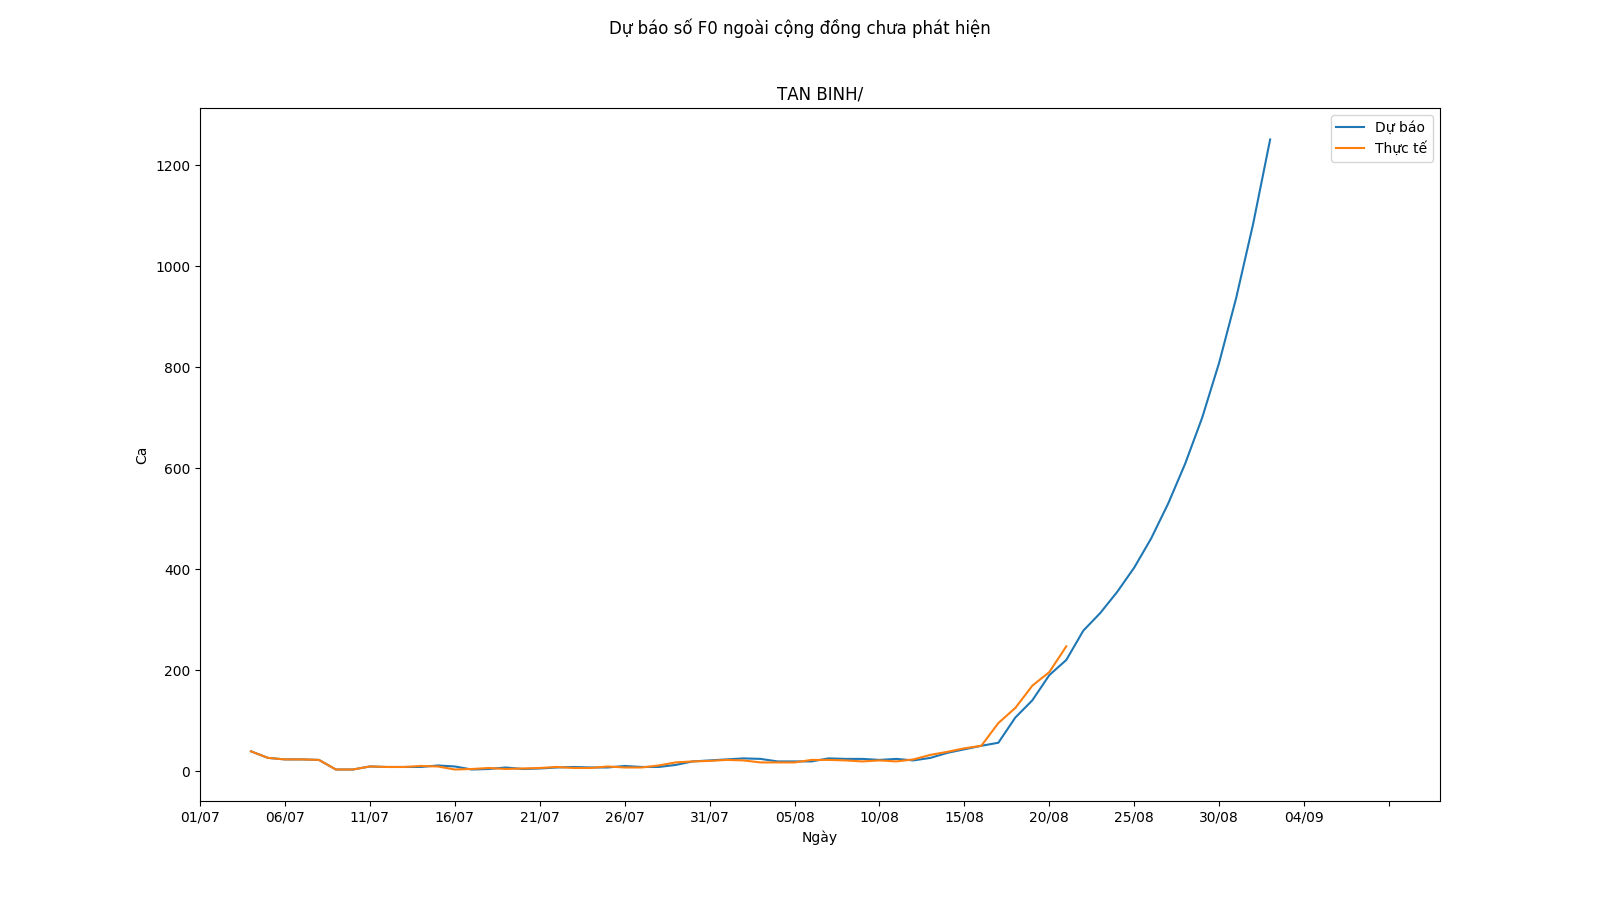 Dự báo số F0 ngoài cộng đồng chưa phát hiện
TAN BINH/
Dự báo
Thực tế
1200
1000
800
600
400
200
0
Ca
01/07 06/07 11/07 16/07 21/07 26/07 31/07 05/08 10/08 15/08 20/08 25/08 30/08 04/09
Ngày